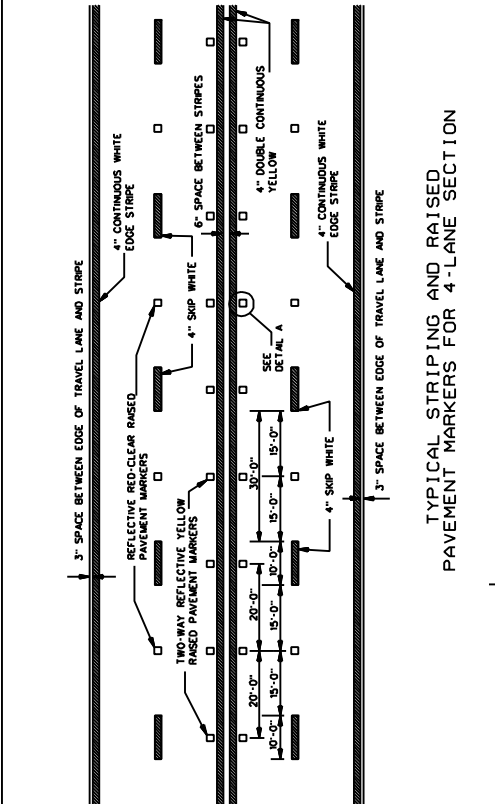 3" SPACE BETWEEN EDGE OF TRAVEL LANE AND STRIPE
4" CONTINUOUS WHITE
EDGE STRIPE
REFLECTIVE RED-CLEAR RAISED
PAVEMENT MARKERS
4" SKIP WHITE
6" SPACE BETWEEN STRIPES
TWO-WAY REFLECTIVE YELLOW
RAISED PAVEMENT MARKERS
4" DOUBLE CONTINUOUS
YELLOW
SEE
DETAIL A
20'-0"
20'-0"
30'-0"
10'-0"
15'-0"
15'-0"
10'-0"
15'-0"
15'-0"
4" SKIP WHITE
4" CONTINUOUS WHITE
EDGE STRIPE
3" SPACE BETWEEN EDGE OF TRAVEL LANE AND STRIPE
TYPICAL STRIPING AND RAISED
PAVEMENT MARKERS FOR 4-LANE SECTION